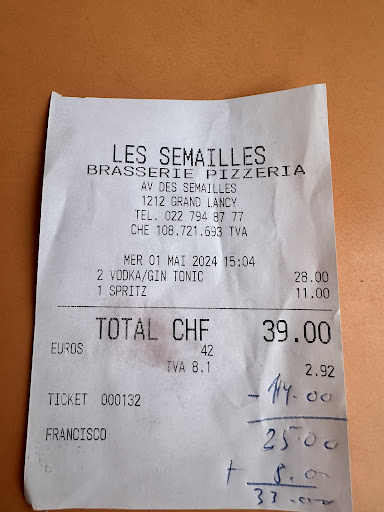 LES SEMAILLES
BRASSERIE PIZZERIA
AV DES SEMAILLES
1212 GRAND LANCY
TEL. 022 794 87 77
CHE 108.721.693 TVA
MER 01 MAI 2024 15:04
2 VODKA/GIN TONIC 28.00
1 SPRITZ 11.00
TOTAL CHF 39.00
EUROS 42
TVA 8.1 2.92
- 14.00
TICKET 000132
25.00
FRANCISCO
+ 8.0
33.00